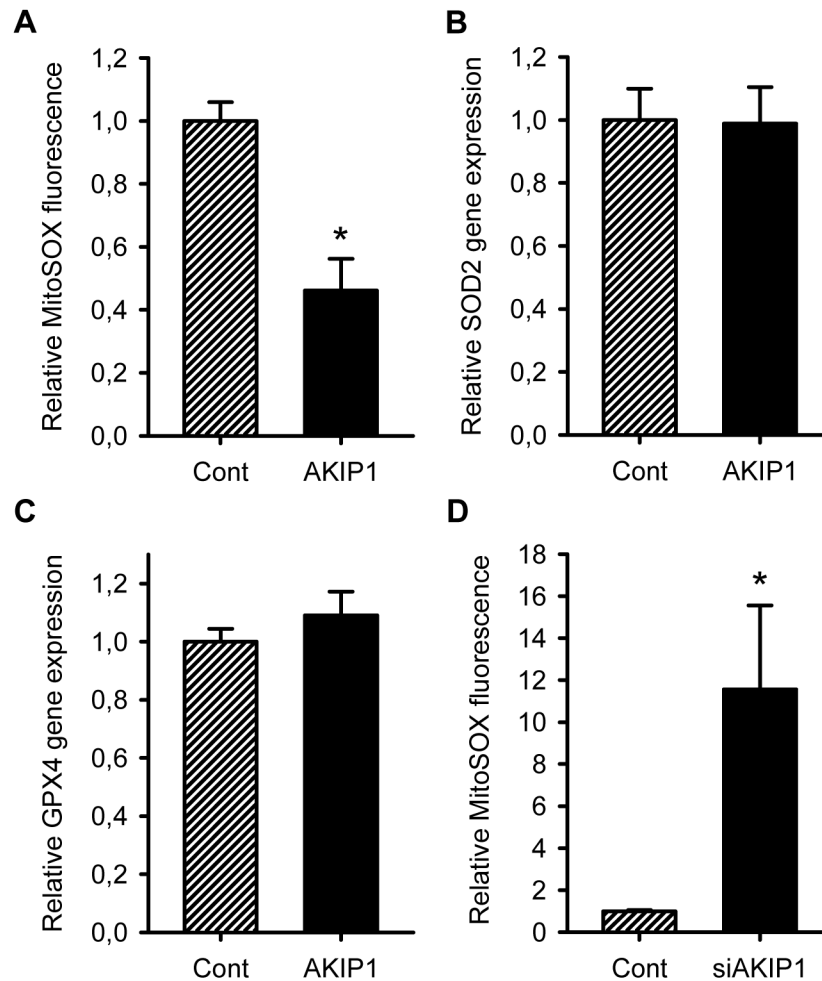 A
Relative MitoSOX fluorescence
1,2
1,0
0,8
0,6
0,4
0,2
0,0
*
Cont
AKIP1
B
Relative SOD2 gene expression
1,2
1,0
0,8
0,6
0,4
0,2
0,0
Cont
AKIP1
C
Relative GPX4 gene expression
1,2
1,0
0,8
0,6
0,4
0,2
0,0
Cont
AKIP1
D
Relative MitoSOX fluorescence
18
16
14
12
10
8
6
4
2
0
*
Cont
siAKIP1